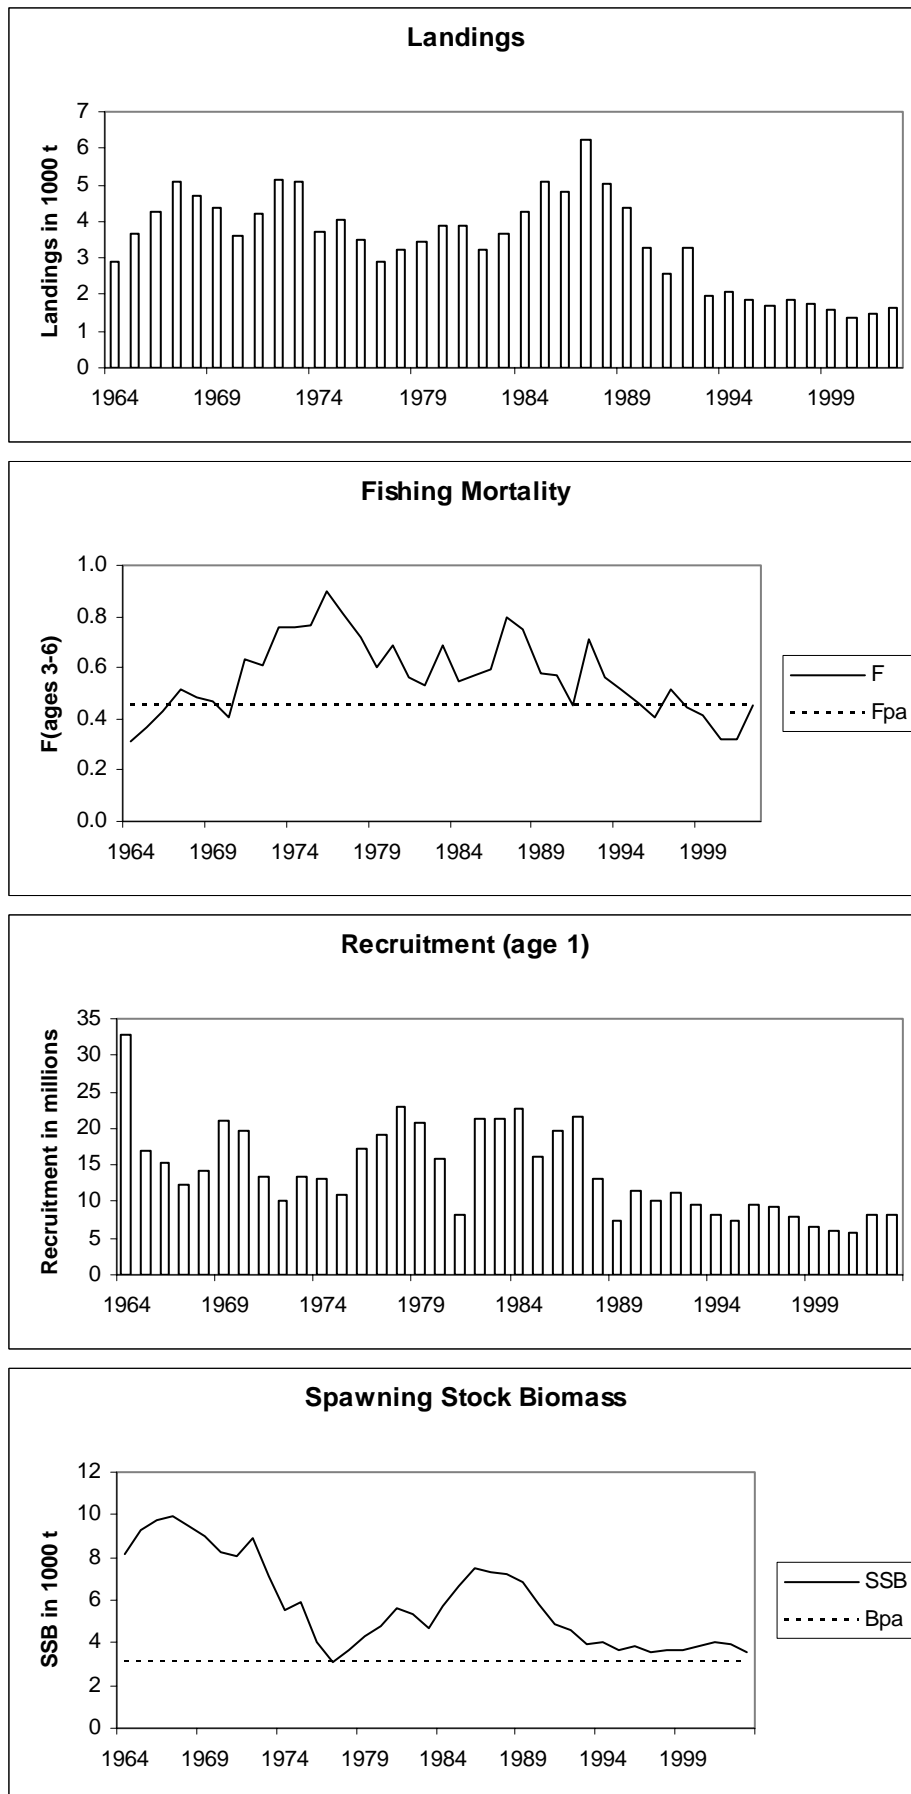 Landings
Landings in 1000 t
7
6
5
4
3
2
1
0
1964 1969 1974 1979 1984 1989 1994 1999
Fishing Mortality
F(ages 3-6)
1.0
0.8
0.6
0.4
0.2
0.0
1964 1969 1974 1979 1984 1989 1994 1999
F
Fpa
Recruitment (age 1)
Recruitment in millions
35
30
25
20
15
10
5
0
1964 1969 1974 1979 1984 1989 1994 1999
Spawning Stock Biomass
SSB in 1000 t
12
10
8
6
4
2
0
1964 1969 1974 1979 1984 1989 1994 1999
SSB
Bpa